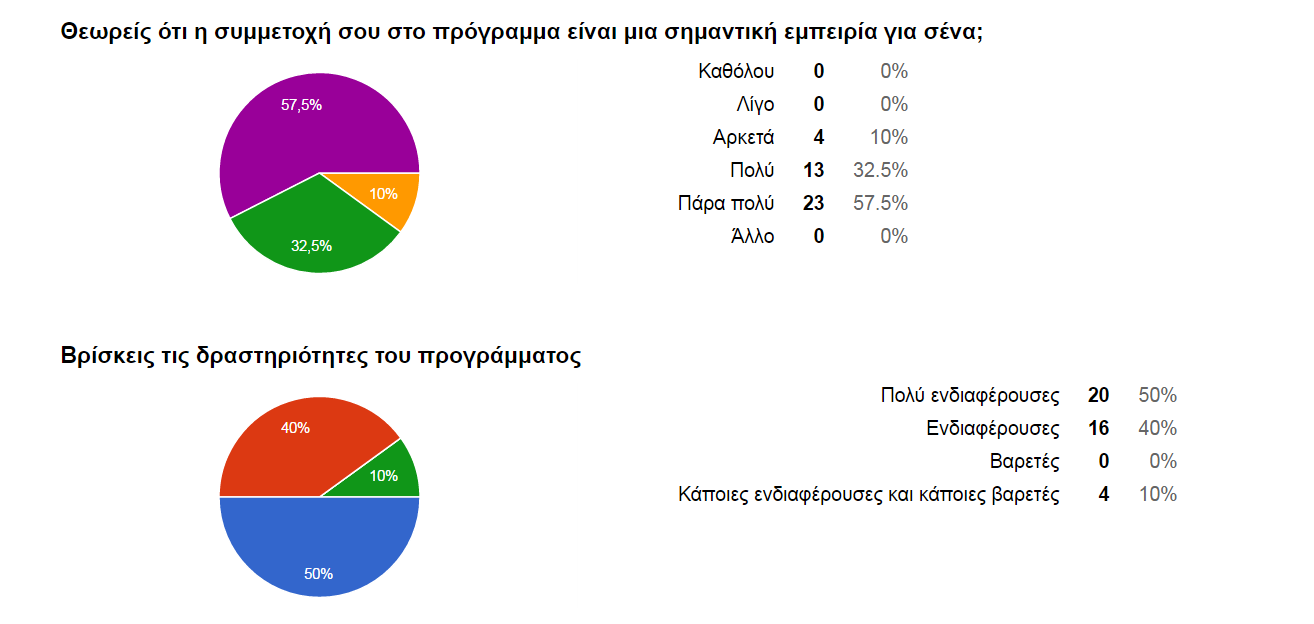 Θεωρείς ότι η συμμετοχή σου στο πρόγραμμα είναι μια σημαντική εμπειρία για σένα;
57,5%
10%
32,5%
Καθόλου 0 0%
Λίγο 0 0%
Αρκετά 4 10%
Πολύ 13 32.5%
Πάρα πολύ 23 57.5%
Άλλο 0 0%
Βρίσκεις τις δραστηριότητες του προγράμματος
40%
10%
50%
Πολύ ενδιαφέρουσες 20 50%
Ενδιαφέρουσες 16 40%
Βαρετές 0 0%
Κάποιες ενδιαφέρουσες και κάποιες βαρετές 4 10%